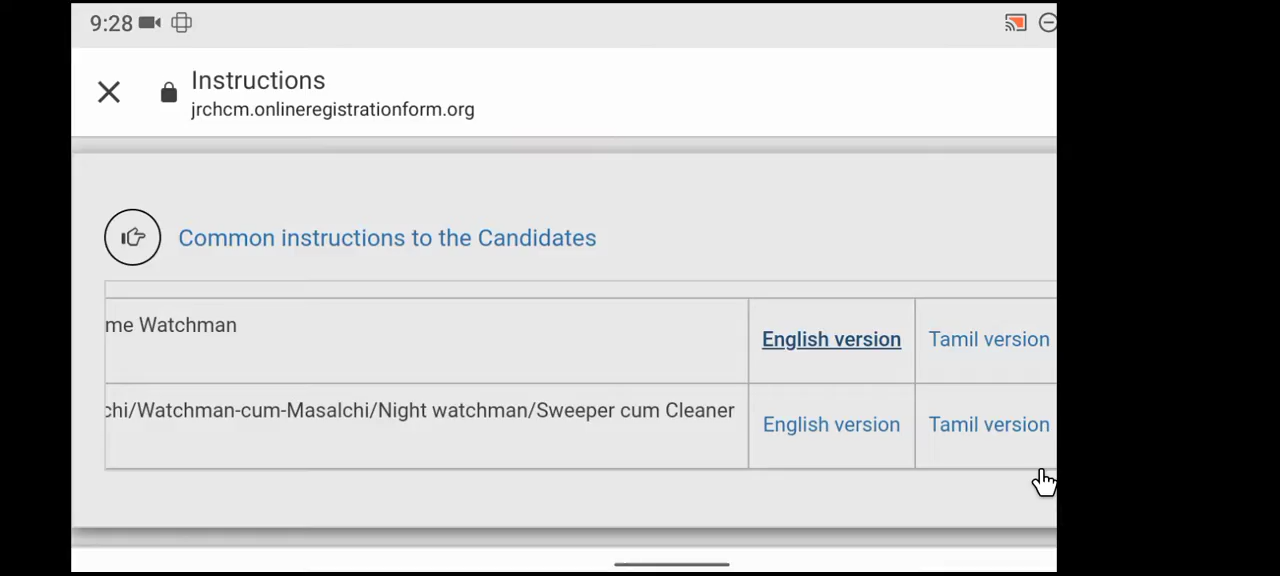 9:28
Instructions
jrchcm.onlineregistrationform.org
Common instructions to the Candidates
me Watchman
English version
Tamil version
chi/Watchman-cum-Masalchi/Night watchman/Sweeper cum Cleaner
English version
Tamil version